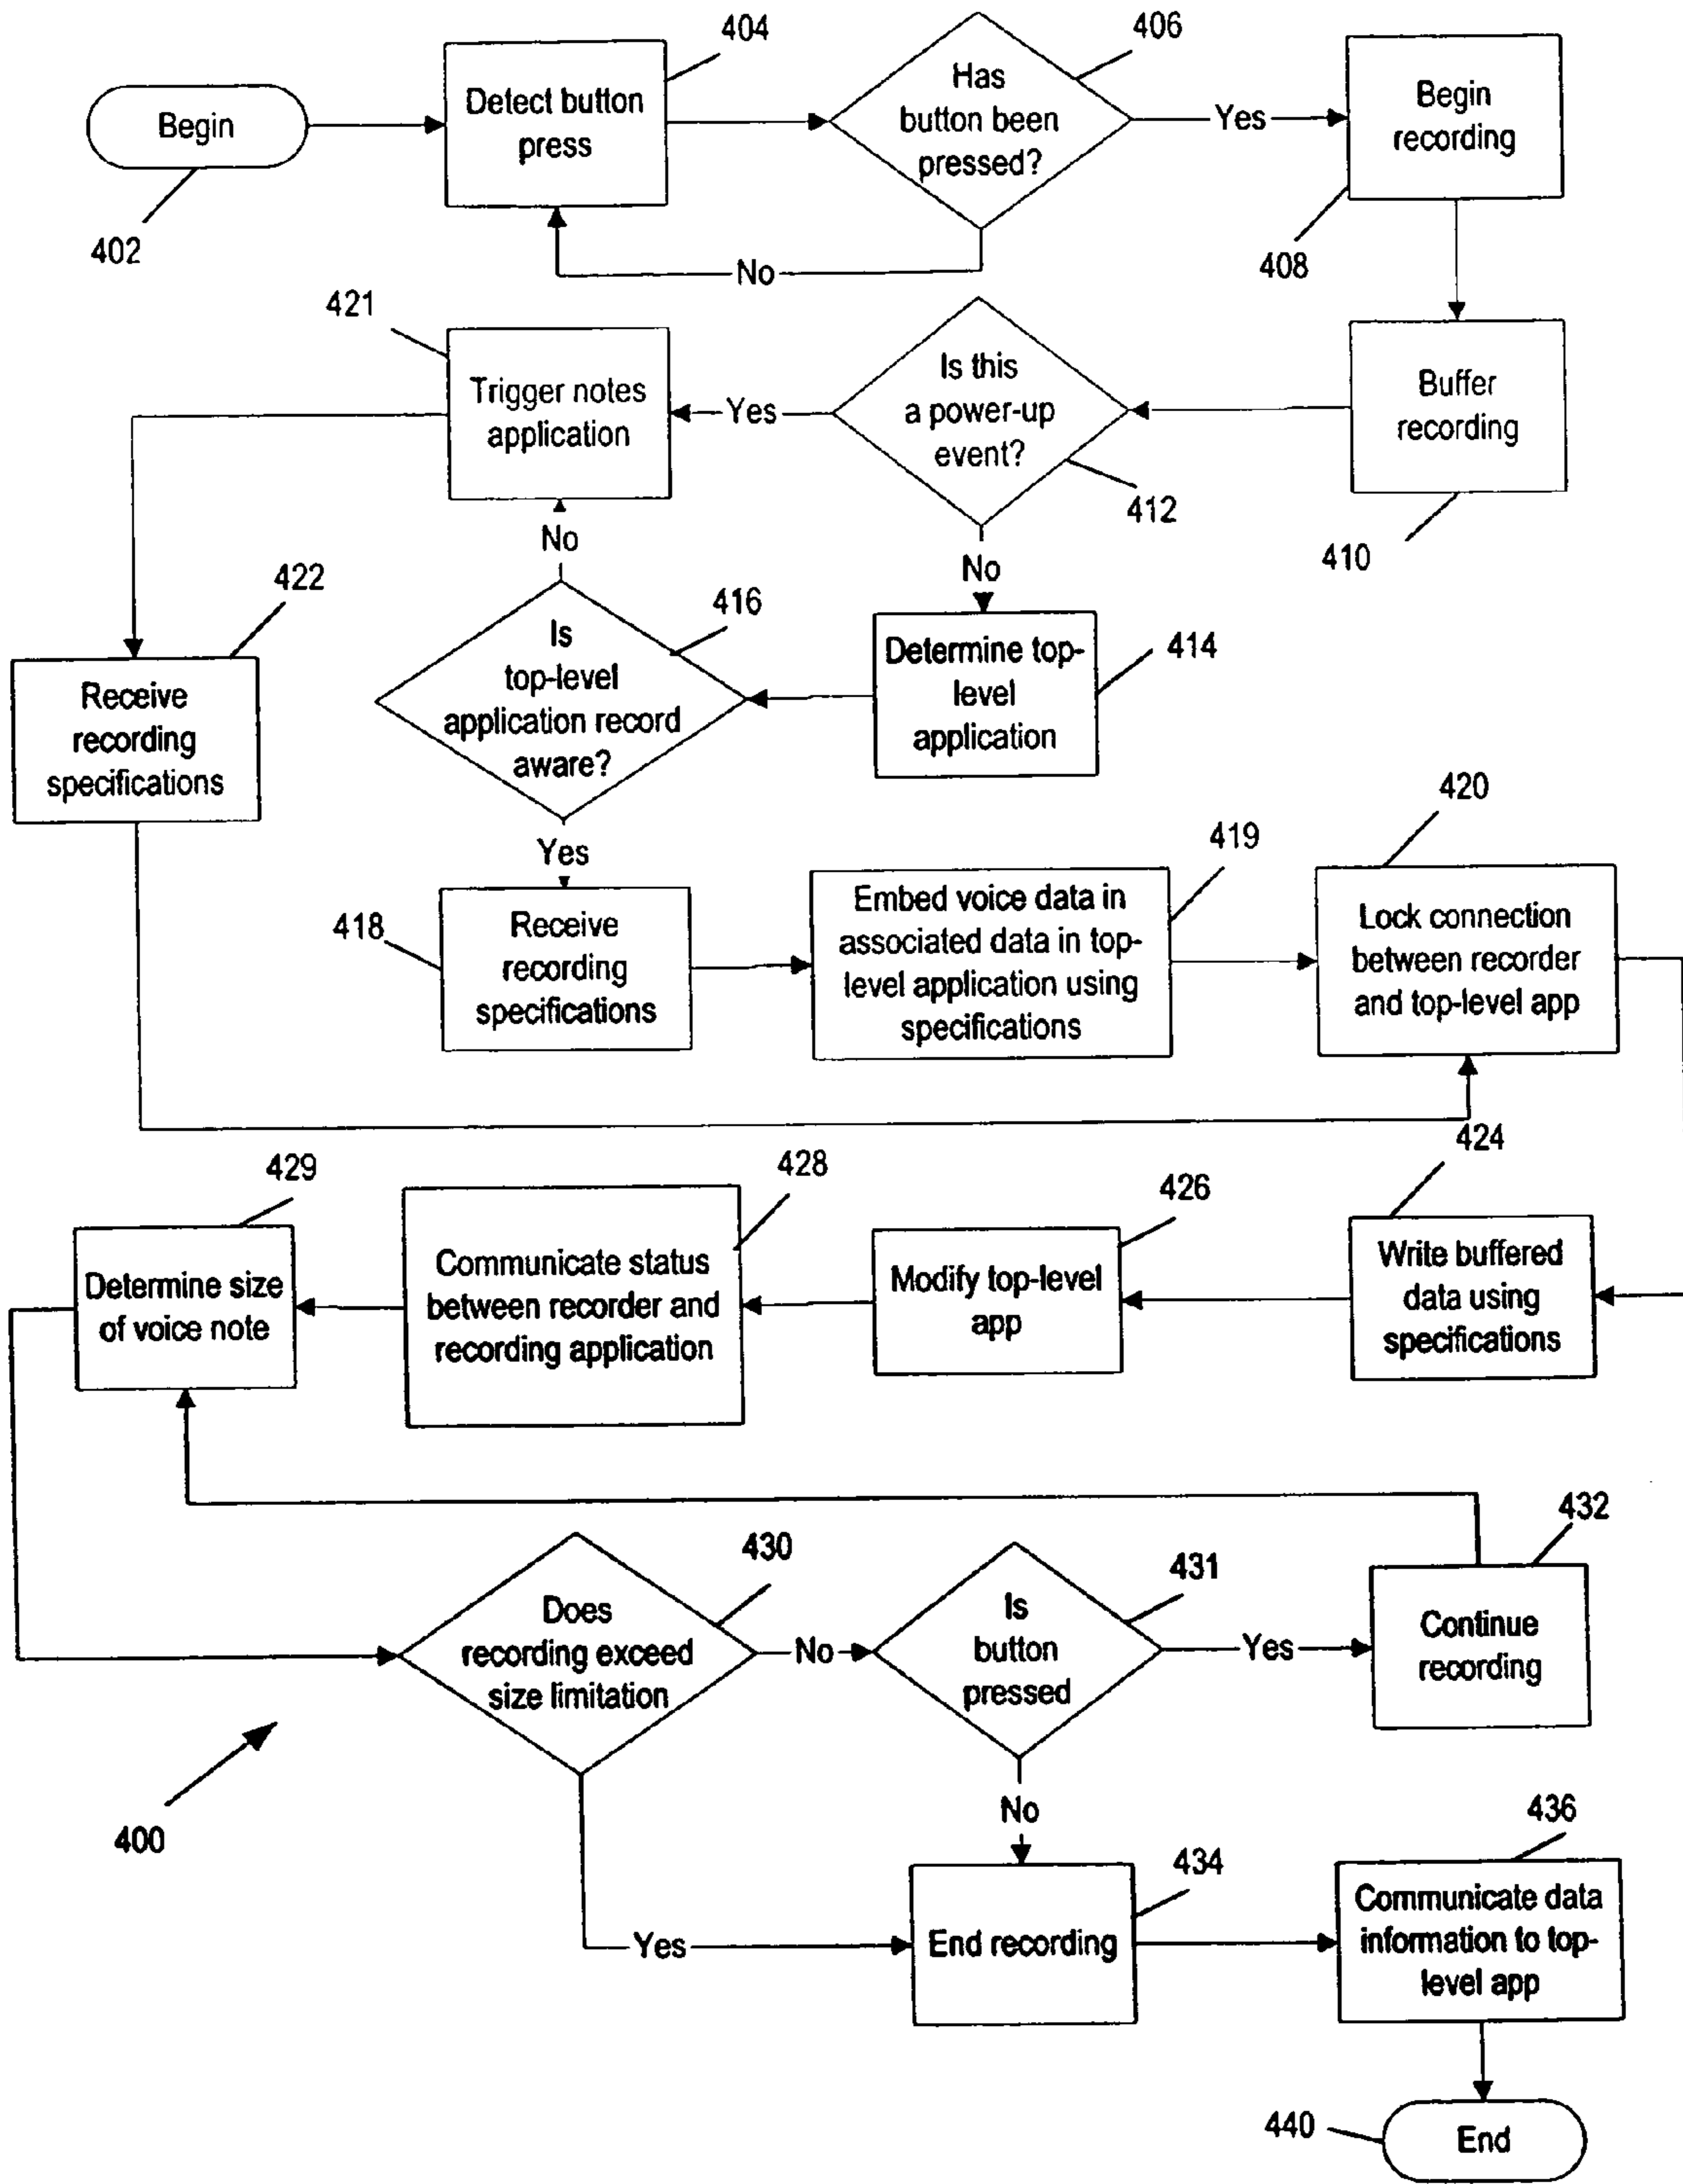 404
406
Begin
Detect button
press
Has
button been
pressed?
Yes
Begin
recording
402
No
408
421
Trigger notes
application
Yes
Is this
a power-up
event?
412
Buffer
recording
410
No
No
422
416
Is
top-level
application record
aware?
Determine top-
level
application
414
Receive
recording
specifications
420
Yes
419
418
Receive
recording
specifications
Embed voice data in
associated data in top-
level application using
specifications
Lock connection
between recorder
and top-level app
424
429
428
426
Determine size
of voice note
Communicate status
between recorder and
recording application
Modify top-level
app
Write buffered
data using
specifications
432
430
431
Does
recording exceed
size limitation
No
Is
button
pressed
Yes
Continue
recording
400
No
436
434
Yes
End recording
Communicate data
information to top-
level app
440
End